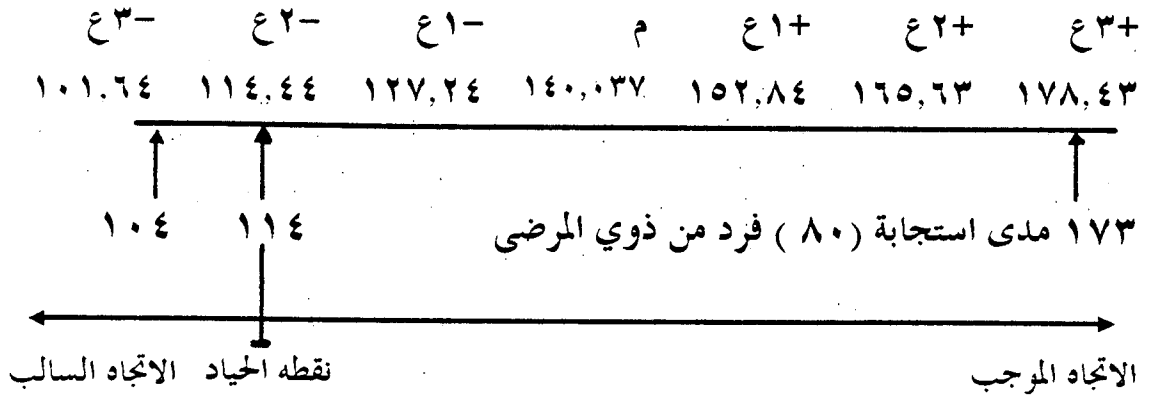 +٣ع +٢ع +١ع م −١ع −٢ع −٣ع
١٧٨,٤٣ ١٦٥,٦٣ ١٥٢,٨٤ ١٤٠,٠٣٧ ١٢٧,٢٤ ١١٤,٤٤ ١٠١.٦٤
١٧٣ مدى استجابة (٨٠) فرد من ذوي المرضى ١١٤ ١٠٤
الاتجاه الموجب نقطه الحياد الاتجاه السالب